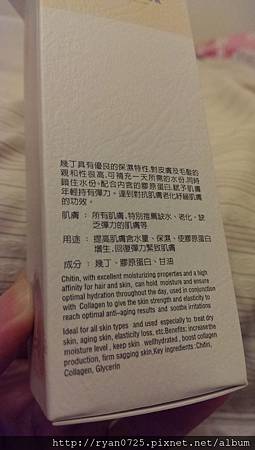 幾丁具有優良的保濕特性,對皮膚及毛髮的
親和性很高,可補充一天所需的水份,同時
鎖住水份,配合內含的膠原蛋白,賦予肌膚
年輕持有彈力。達到對抗肌膚老化紓緩肌膚
的功效。
肌膚：所有肌膚,特別推薦缺水、老化、缺
乏彈力的肌膚等
用途：提高肌膚含水量、保濕、使膠原蛋白
增生,回復彈力緊致肌膚
成分：幾丁、膠原蛋白、甘油
Chitin, with excellent moisturizing properties and a high
affinity for hair and skin, can hold moisture and ensure
optimal hydration throughout the day, used in conjunction
with Collagen to give the skin strength and elasticity to
reach optimal anti-aging results and soothe irritations
Ideal for all skin types and used especially to treat dry
skin, aging skin, elasticity loss, etc.Benefits: increase the
moisture level , keep skin wellhydrated , boost collagen
production, firm sagging skin,Key ingredients :Chitin,
Collagen, Glycerin
http://ryan0725.pixnet.net/album